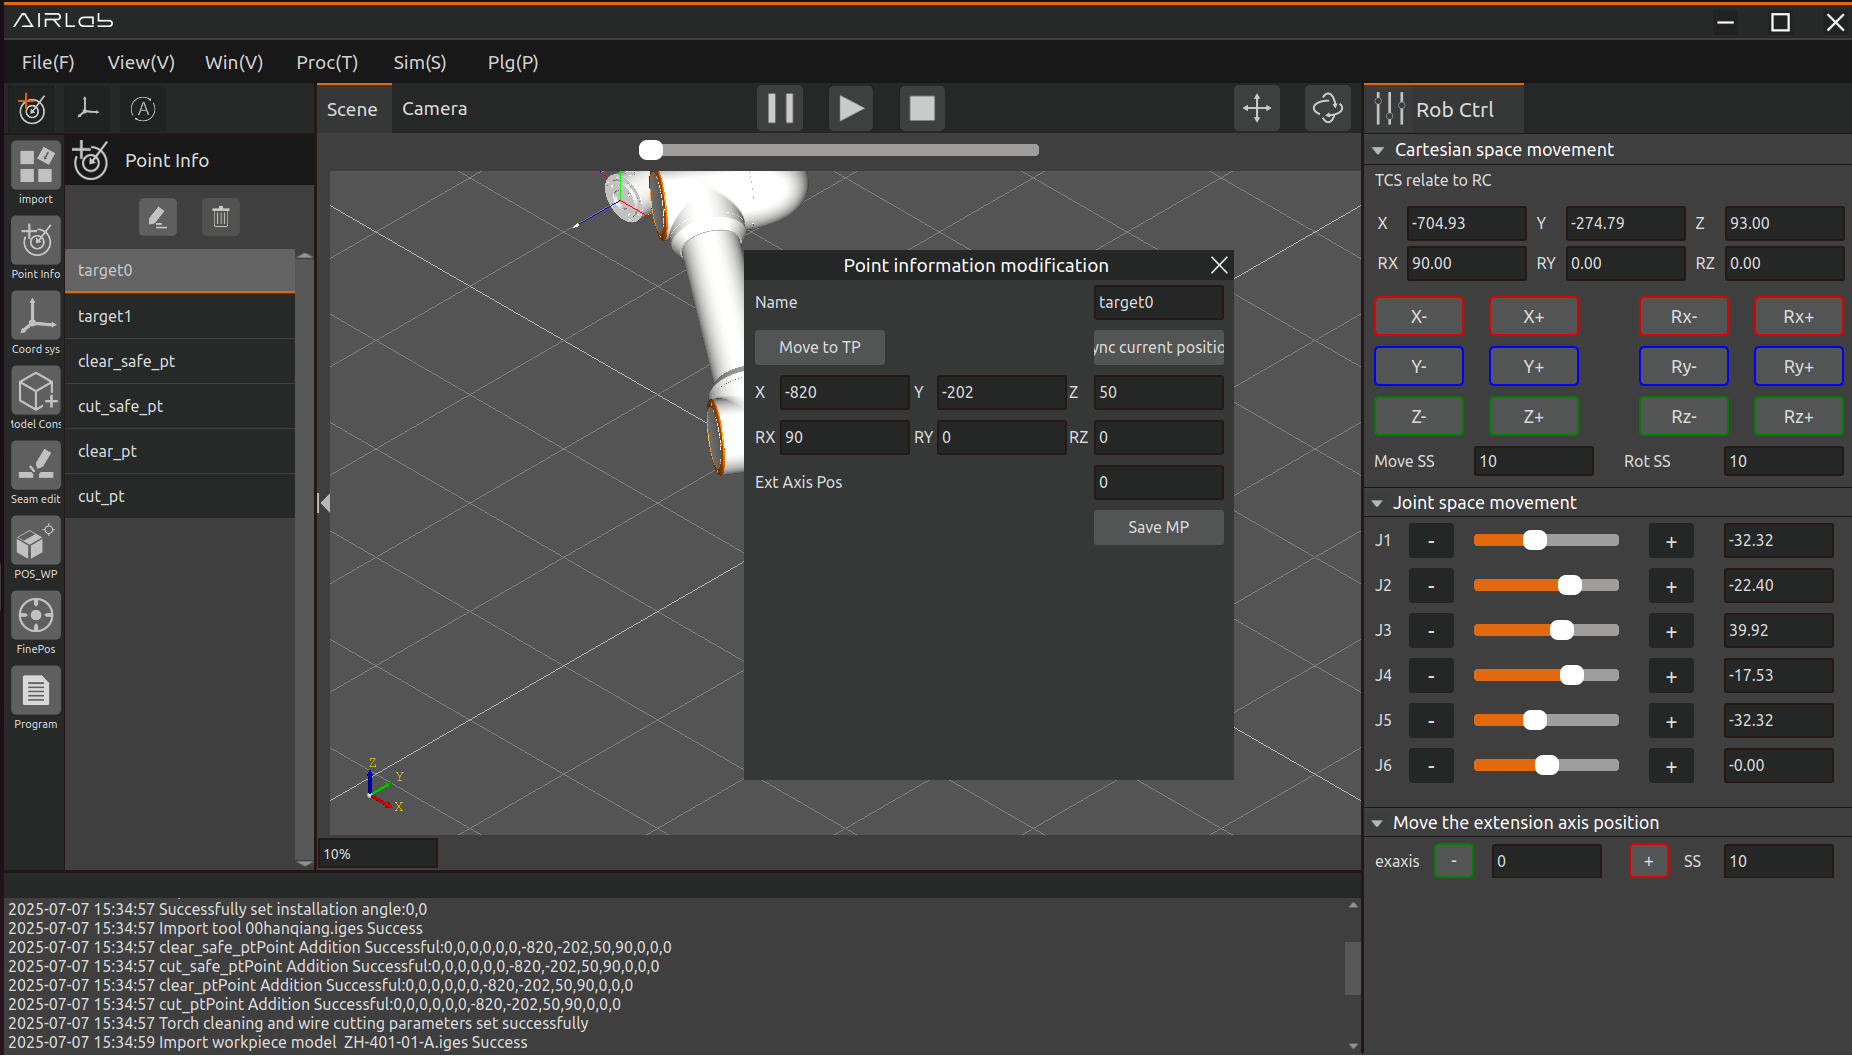 AIRLab
File(F) View(V) Win(V) Proc(T) Sim(S) Plg(P)
Scene Camera
Rob Ctrl
import
Point Info
Coord sys
Model Cons
Seam edit
POS_WP
FinePos
Program
Point Info
target0
target1
clear_safe_pt
cut_safe_pt
clear_pt
cut_pt
Z
Y
X
10%
Point information modification
Name target0
Move to TP ync current positio
X -820 Y -202 Z 50
RX 90 RY 0 RZ 0
Ext Axis Pos 0
Save MP
Cartesian space movement
TCS relate to RC
X -704.93 Y -274.79 Z 93.00
RX 90.00 RY 0.00 RZ 0.00
X- X+ Rx- Rx+
Y- Y+ Ry- Ry+
Z- Z+ Rz- Rz+
Move SS 10 Rot SS 10
Joint space movement
J1 - + -32.32
J2 - + -22.40
J3 - + 39.92
J4 - + -17.53
J5 - + -32.32
J6 - + -0.00
Move the extension axis position
exaxis - 0 + SS 10
2025-07-07 15:34:57 Successfully set installation angle:0,0
2025-07-07 15:34:57 Import tool 00hanqiang.iges Success
2025-07-07 15:34:57 clear_safe_ptPoint Addition Successful:0,0,0,0,0,0,-820,-202,50,90,0,0,0
2025-07-07 15:34:57 cut_safe_ptPoint Addition Successful:0,0,0,0,0,0,-820,-202,50,90,0,0,0
2025-07-07 15:34:57 clear_ptPoint Addition Successful:0,0,0,0,0,0,-820,-202,50,90,0,0,0
2025-07-07 15:34:57 cut_ptPoint Addition Successful:0,0,0,0,0,0,-820,-202,50,90,0,0,0
2025-07-07 15:34:57 Torch cleaning and wire cutting parameters set successfully
2025-07-07 15:34:59 Import workpiece model  ZH-401-01-A.iges Success